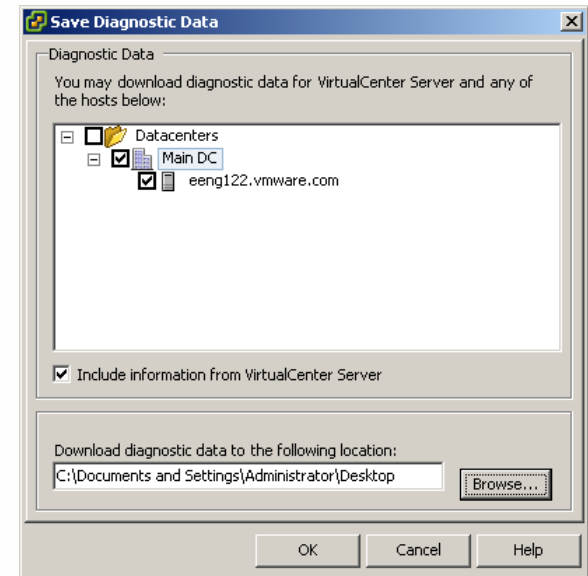 Save Diagnostic Data
Diagnostic Data
You may download diagnostic data for VirtualCenter Server and any of
the hosts below:
Datacenters
Main DC
eeng122.vmware.com
Include information from VirtualCenter Server
Download diagnostic data to the following location:
C:\Documents and Settings\Administrator\Desktop
Browse...
OK Cancel Help